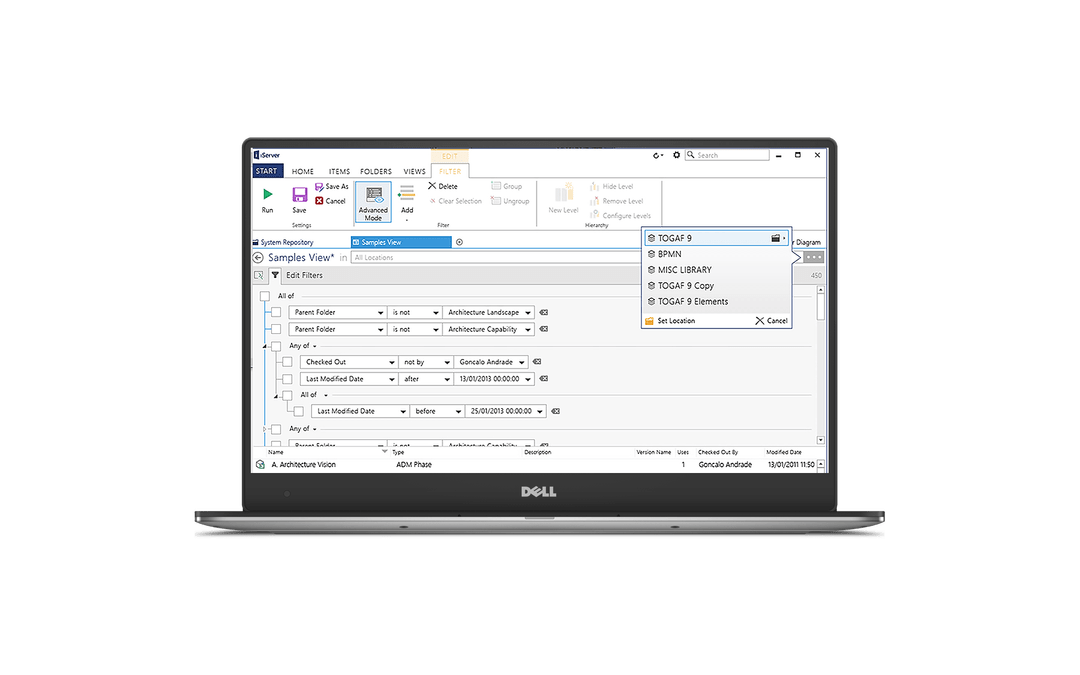 iServer
EDIT
Search
START HOME ITEMS FOLDERS VIEWS FILTER
Run
Save
Save As
Cancel
Settings
Advanced Mode
Add
Delete
Clear Selection
Group
Ungroup
Filter
New Level
Hide Level
Remove Level
Configure Levels
Hierarchy
System Repository
Samples View
r Diagram
Samples View* in All Locations
TOGAF 9
BPMN
MISC LIBRARY
TOGAF 9 Copy
TOGAF 9 Elements
Set Location Cancel
Edit Filters
450
All of
Parent Folder is not Architecture Landscape
Parent Folder is not Architecture Capability
Any of
Checked Out not by Goncalo Andrade
Last Modified Date after 13/01/2013 00:00:00
All of
Last Modified Date before 25/01/2013 00:00:00
Any of
Parent Folder is not Architecture Capability
Name Type Description Version Name Uses Checked Out By Modified Date
A. Architecture Vision ADM Phase 1 Goncalo Andrade 13/01/2011 11:50
DELL